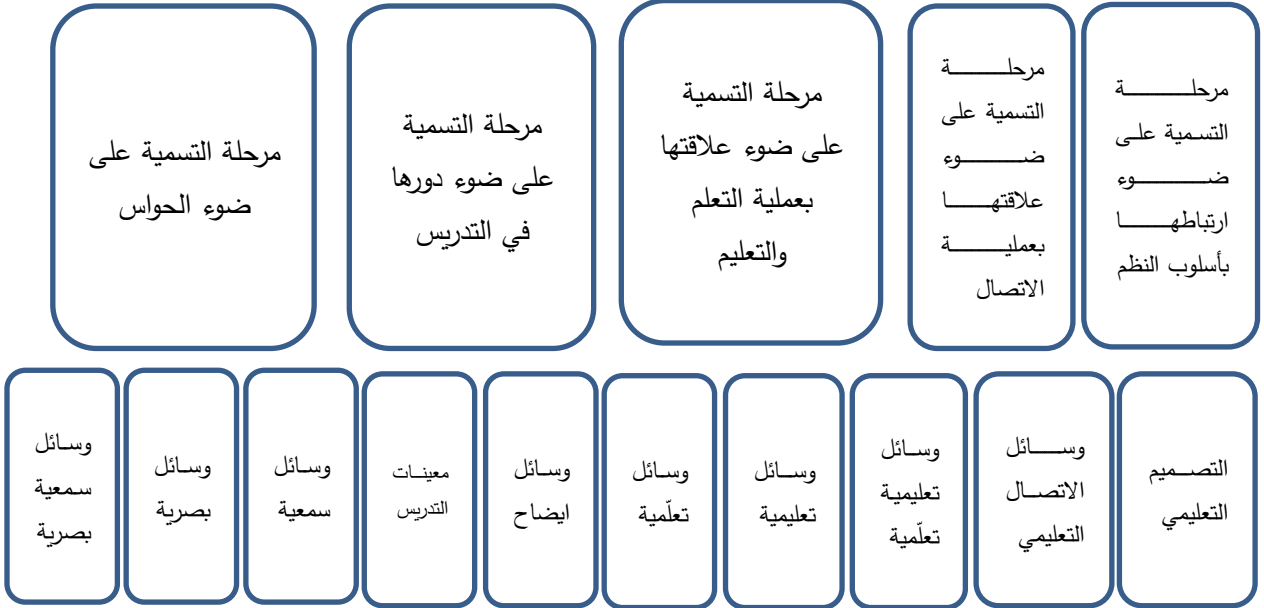 مرحلة
التسمية على
ضوء
ارتباطها
بأسلوب النظم
مرحلة
التسمية على
ضوء
علاقتها
بعملية
الاتصال
مرحلة التسمية
على ضوء علاقتها
بعملية التعلم
والتعليم
مرحلة التسمية
على ضوء دورها
في التدريس
مرحلة التسمية على
ضوء الحواس
التصميم
التعليمي
وسائل
الاتصال
التعليمي
وسائل
تعليمية
تعلّمية
وسائل
تعليمية
وسائل
تعلّمية
وسائل
ايضاح
معينات
التدريس
وسائل
سمعية
وسائل
بصرية
وسائل
سمعية
بصرية